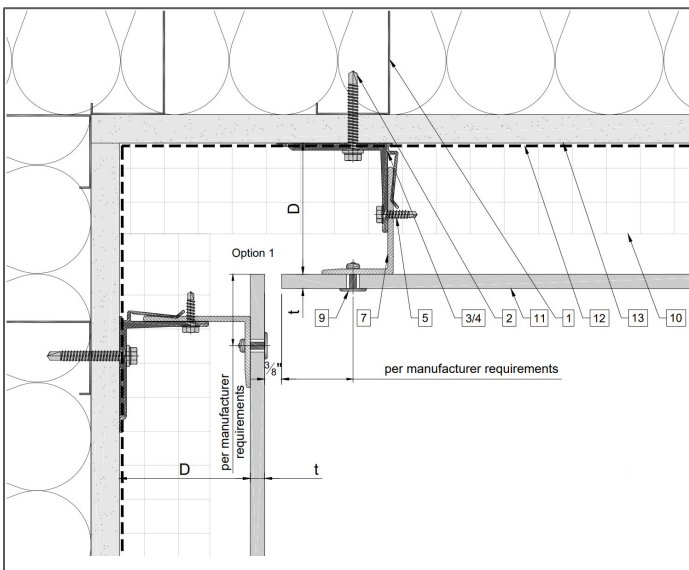 D
Option 1
t
9
7
5
3/4
2
11
1
12
13
10
3/8"
per manufacturer requirements
per manufacturer
requirements
D
t